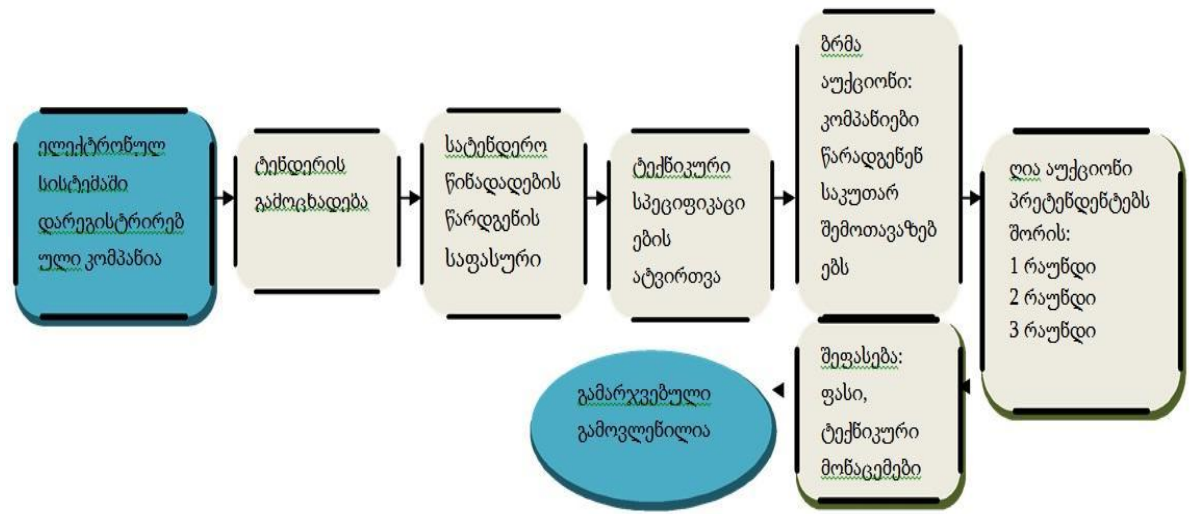 ელექტრონულ
სისტემაში
დარეგისტრირებ
ული კომპანია
ტენდერის
გამოცხადება
სატენდერო
წინადადების
წარდგენის
საფასური
ტექნიკური
სპეციფიკაცი
ების
ატვირთვა
ბრმა
აუქციონი:
კომპანიები
წარადგენენ
საკუთარ
შემოთავაზებ
ებს
ღია აუქციონი
პრეტენდენტებს
შორის:
1 რაუნდი
2 რაუნდი
3 რაუნდი
შეფასება:
ფასი,
ტექნიკური
მონაცემები
გამარჯვებული
გამოვლენილია